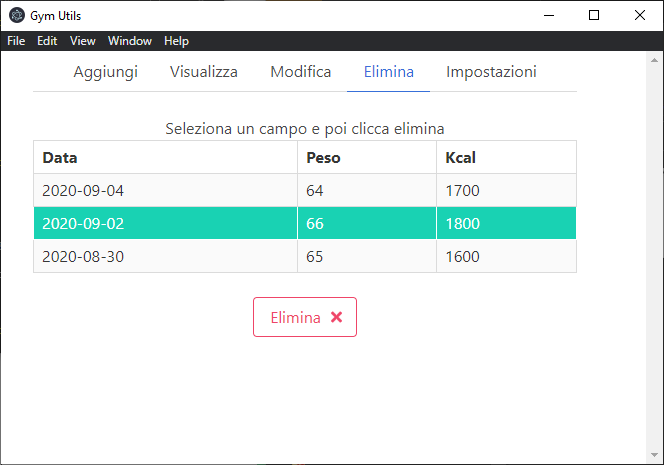 Gym Utils
File Edit View Window Help
Aggiungi Visualizza Modifica Elimina Impostazioni
Seleziona un campo e poi clicca elimina
Data Peso Kcal
2020-09-04 64 1700
2020-09-02 66 1800
2020-08-30 65 1600
Elimina